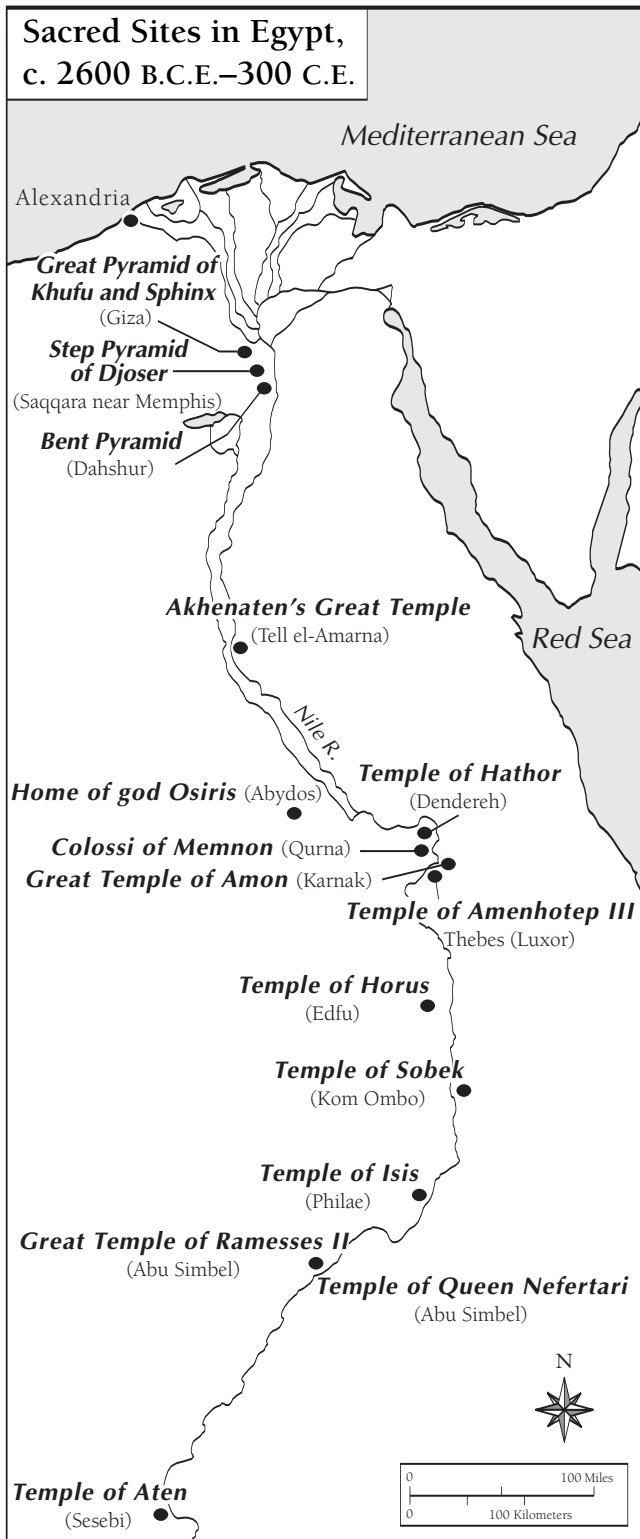 Sacred Sites in Egypt,
c. 2600 B.C.E.–300 C.E.
Mediterranean Sea
Alexandria
Great Pyramid of
Khufu and Sphinx
(Giza)
Step Pyramid
of Djoser
(Saqqara near Memphis)
Bent Pyramid
(Dahshur)
Akhenaten's Great Temple
(Tell el-Amarna)
Red Sea
Nile R.
Temple of Hathor
(Dendereh)
Home of god Osiris (Abydos)
Colossi of Memnon (Qurna)
Great Temple of Amon (Karnak)
Temple of Amenhotep III
Thebes (Luxor)
Temple of Horus
(Edfu)
Temple of Sobek
(Kom Ombo)
Temple of Isis
(Philae)
Great Temple of Ramesses II
(Abu Simbel)
Temple of Queen Nefertari
(Abu Simbel)
N
0 100 Miles
0 100 Kilometers
Temple of Aten
(Sesebi)